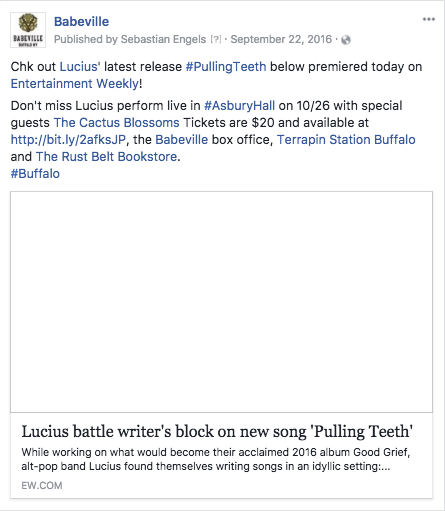 BABEVILLE
BUFFALO NY
Babeville
Published by Sebastian Engels [?] · September 22, 2016 ·
Chk out Lucius' latest release #PullingTeeth below premiered today on
Entertainment Weekly!
Don't miss Lucius perform live in #AsburyHall on 10/26 with special
guests The Cactus Blossoms Tickets are $20 and available at
http://bit.ly/2afksJP, the Babeville box office, Terrapin Station Buffalo
and The Rust Belt Bookstore.
#Buffalo
Lucius battle writer's block on new song 'Pulling Teeth'
While working on what would become their acclaimed 2016 album Good Grief,
alt-pop band Lucius found themselves writing songs in an idyllic setting:...
EW.COM